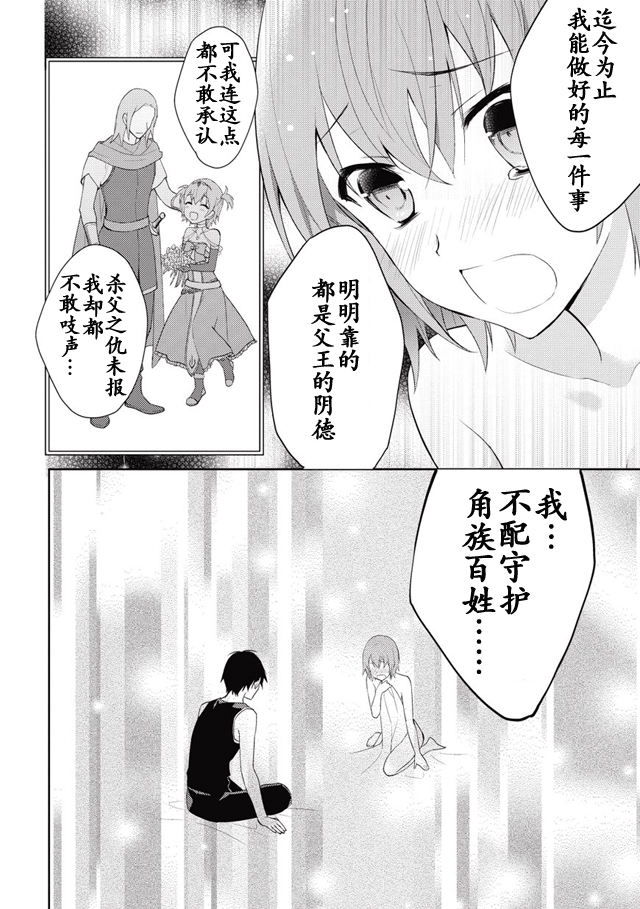 迄今为止
我能做好的每一件事
明明靠的
都是父王的阴德
可我连这点
都不敢承认
杀父之仇未报
我却都
不敢吱声…
我…
不配守护
角族百姓……